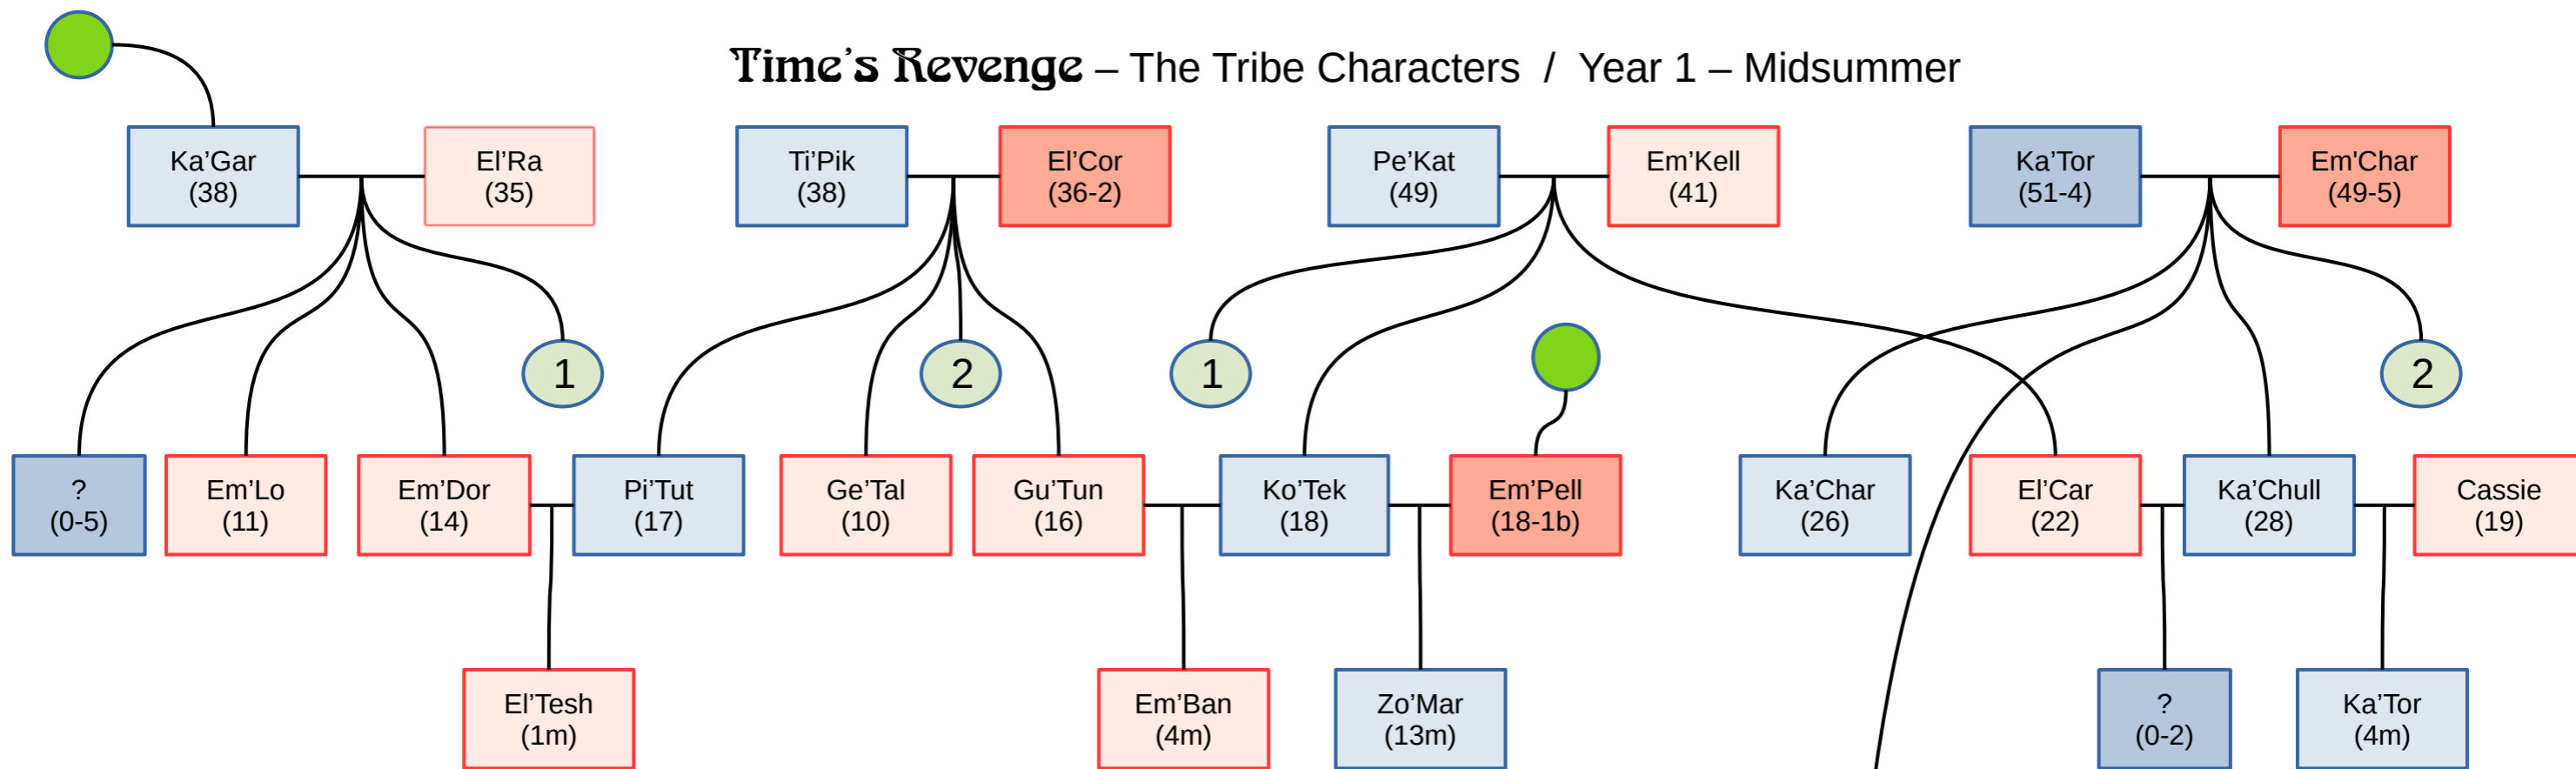 Time's Revenge – The Tribe Characters / Year 1 – Midsummer
Ka’Gar
(38)
El’Ra
(35)
Ti’Pik
(38)
El’Cor
(36-2)
Pe’Kat
(49)
Em’Kell
(41)
Ka’Tor
(51-4)
Em'Char
(49-5)
1
2
1
2
?
(0-5)
Em’Lo
(11)
Em’Dor
(14)
Pi’Tut
(17)
Ge’Tal
(10)
Gu’Tun
(16)
Ko’Tek
(18)
Em’Pell
(18-1b)
Ka’Char
(26)
El’Car
(22)
Ka’Chull
(28)
Cassie
(19)
El’Tesh
(1m)
Em’Ban
(4m)
Zo’Mar
(13m)
?
(0-2)
Ka’Tor
(4m)